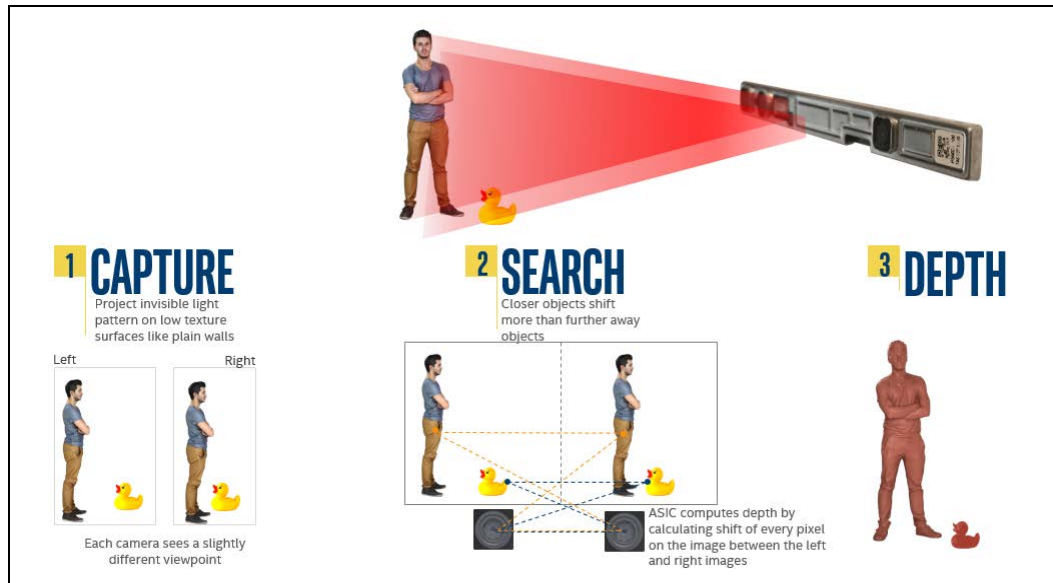 1 CAPTURE
Project invisible light
pattern on low texture
surfaces like plain walls
Left
Right
Each camera sees a slightly
different viewpoint
2 SEARCH
Closer objects shift
more than further away
objects
ASIC computes depth by
calculating shift of every pixel
on the image between the left
and right images
3 DEPTH